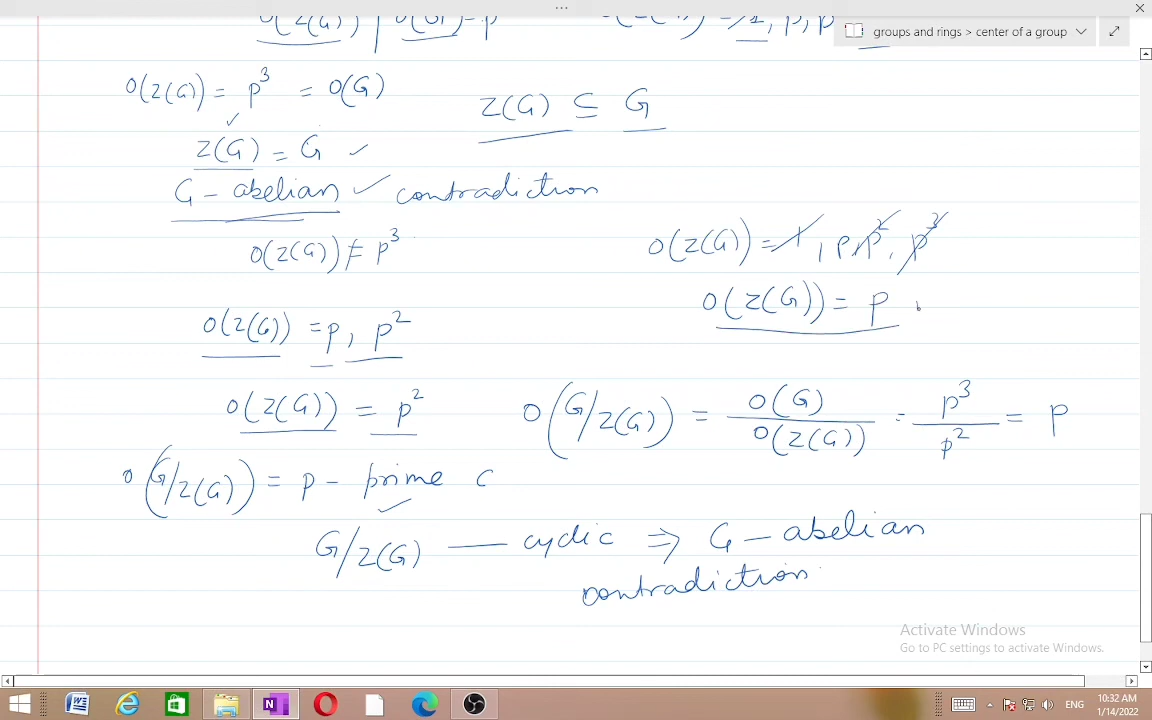 groups and rings > center of a group
O(Z(G)) = p³ = O(G)
Z(G) ⊆ G
Z(G) = G ✓
G - abelian ✓ contradiction
O(Z(G)) ≠ p³
O(Z(G)) = 1, p, p², p³
O(Z(G)) = p
O(Z(G)) = p, p²
O(Z(G)) = p²
O(G/Z(G)) = O(G)/O(Z(G)) = p³/p² = p
O(G/Z(G)) = p - prime c
G/Z(G) — cyclic ⇒ G - abelian
contradiction
Activate Windows
Go to PC settings to activate Windows.
ENG
10:32 AM
1/14/2022